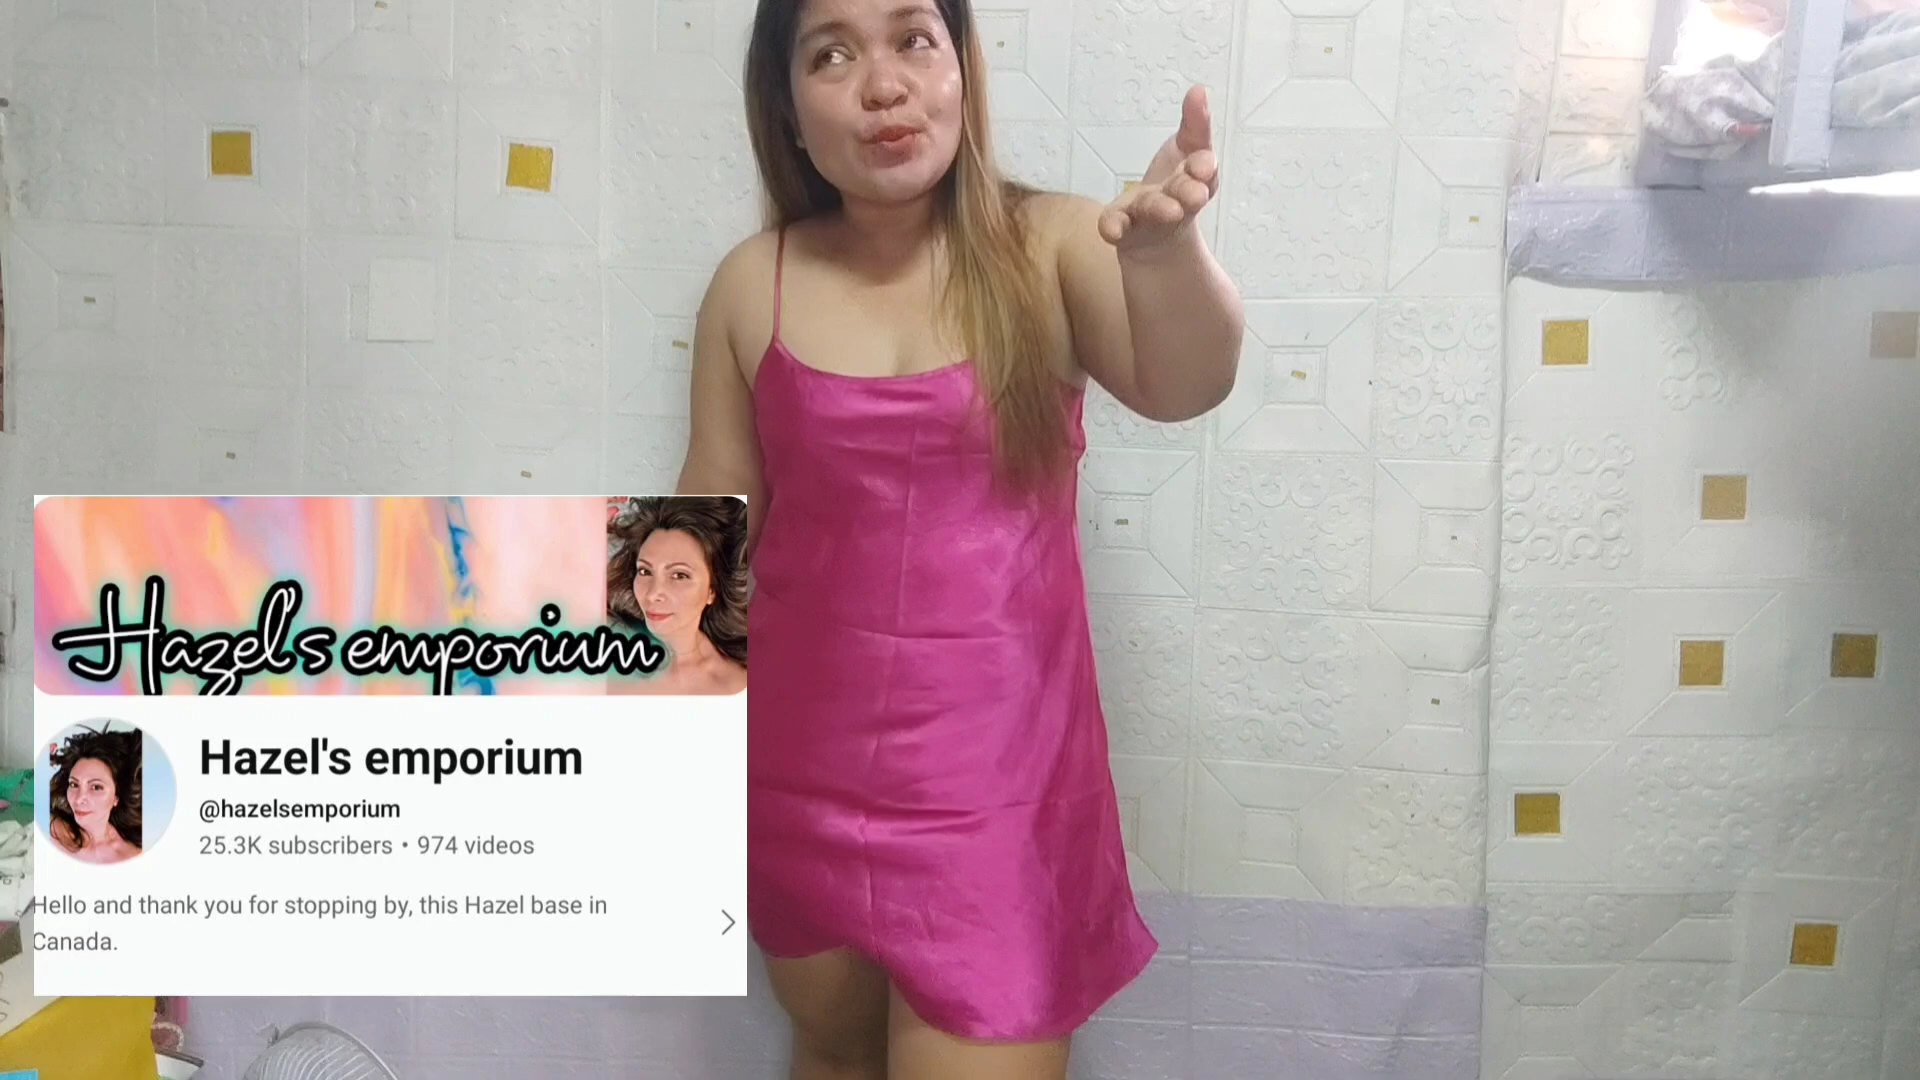 Hazel's emporium
Hazel's emporium
@hazelsemporium
25.3K subscribers • 974 videos
Hello and thank you for stopping by, this Hazel base in
Canada.